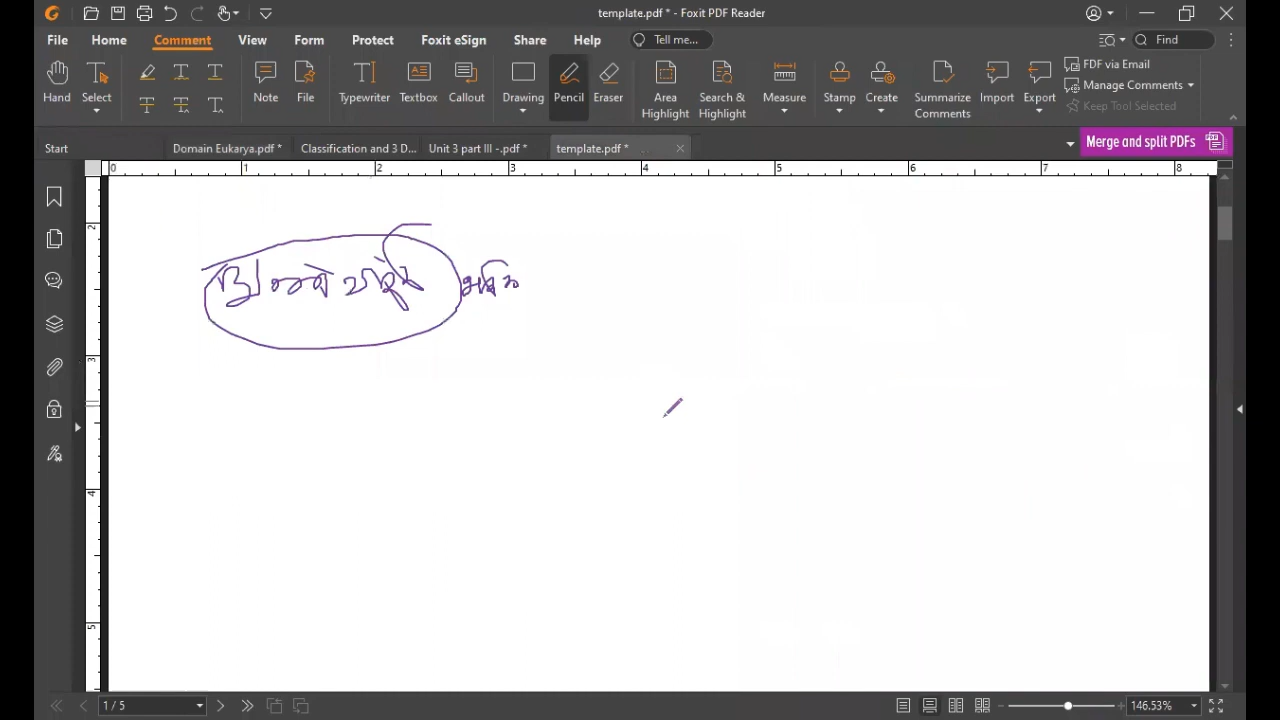 template.pdf * - Foxit PDF Reader
File Home Comment View Form Protect Foxit eSign Share Help Tell me... Find
Hand Select Note File Typewriter Textbox Callout Drawing Pencil Eraser Area Highlight Search & Highlight Measure Stamp Create Summarize Comments Import Export
FDF via Email
Manage Comments
Keep Tool Selected
Start Domain Eukarya.pdf * Classification and 3 D... Unit 3 part III -.pdf * template.pdf * Merge and split PDFs
0 1 2 3 4 5 6 7 8
2
3
4
5
1 / 5 146.53%